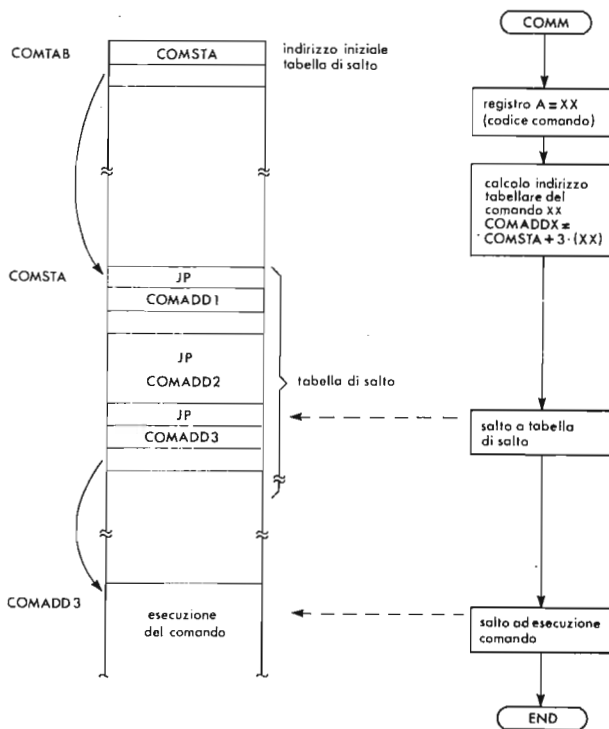 COMTAB
COMSTA
indirizzo iniziale
tabella di salto
COMSTA
JP
COMADD1
JP
COMADD2
JP
COMADD3
tabella di salto
COMADD3
esecuzione
del comando
COMM
registro A = XX
(codice comando)
calcolo indirizzo
tabellare del
comando XX
COMADDX =
COMSTA + 3 · (XX)
salto a tabella
di salto
salto ad esecuzione
comando
END